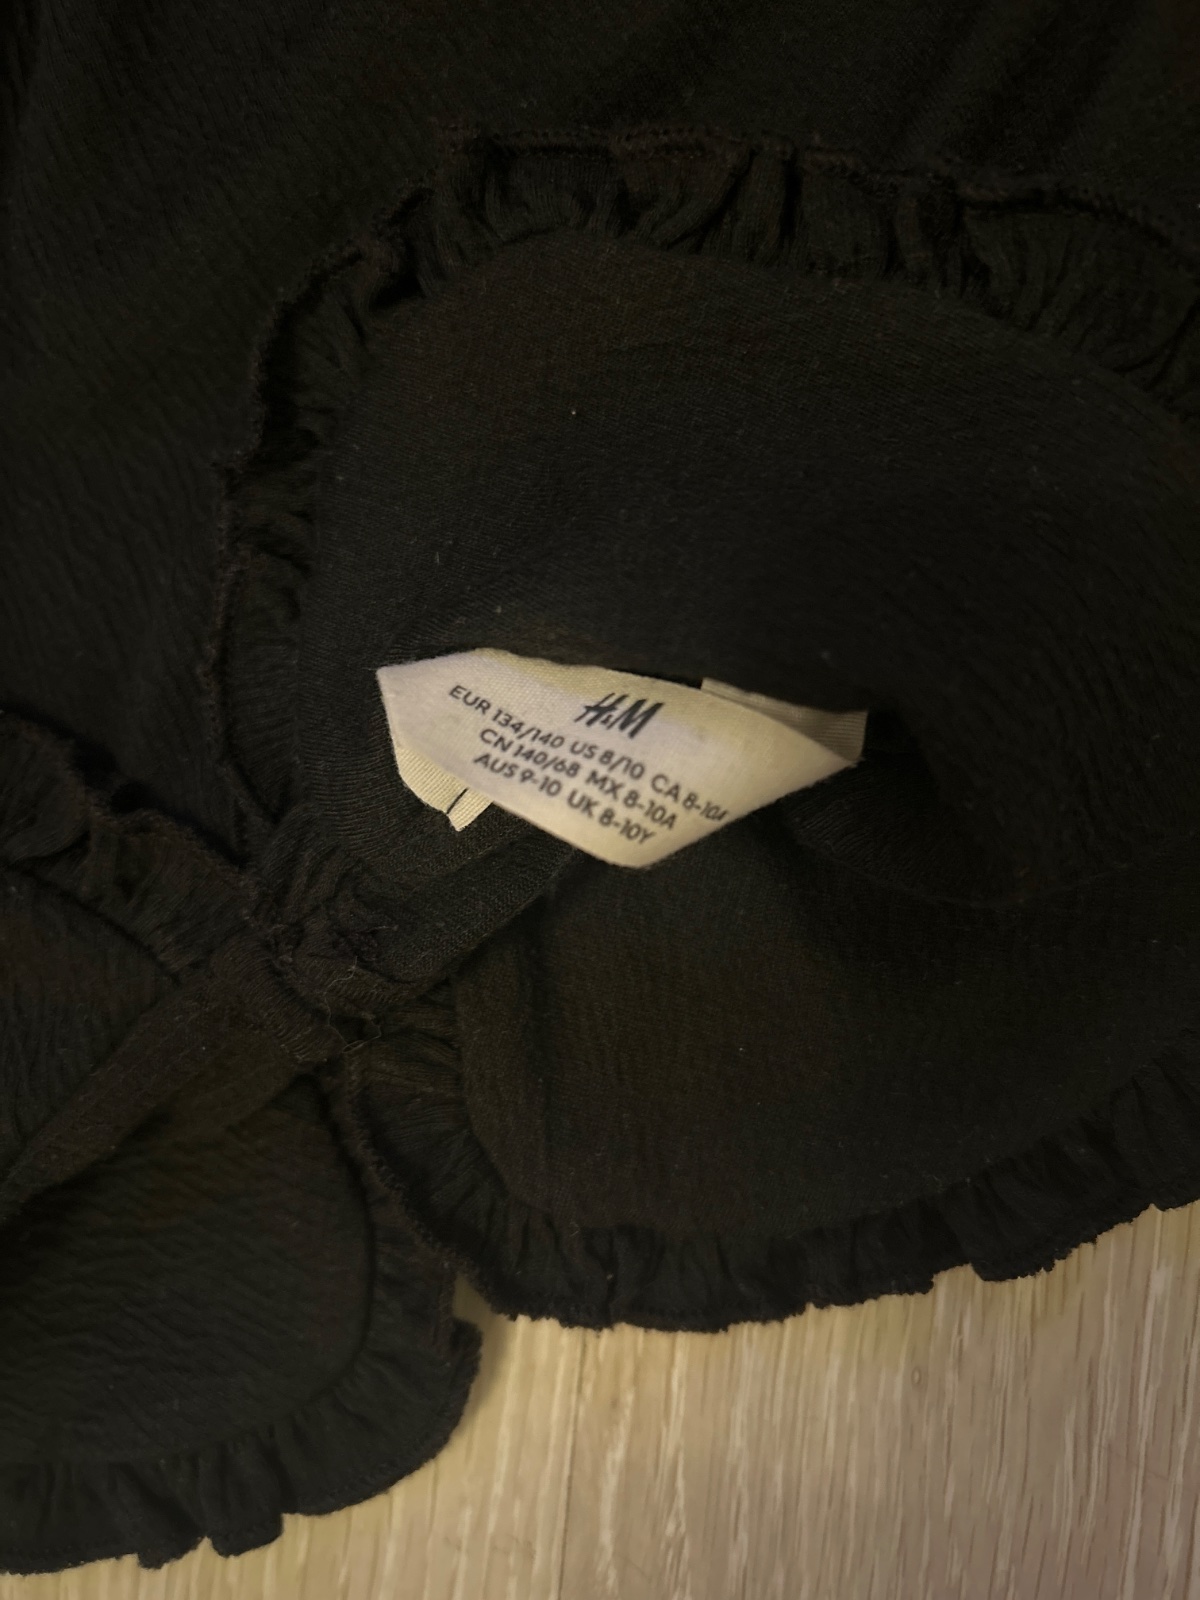 H&M
EUR 134/140 US 8/10 CA 8-10A
CN 140/68 MX 8-10A
AUS 9-10 UK 8-10Y